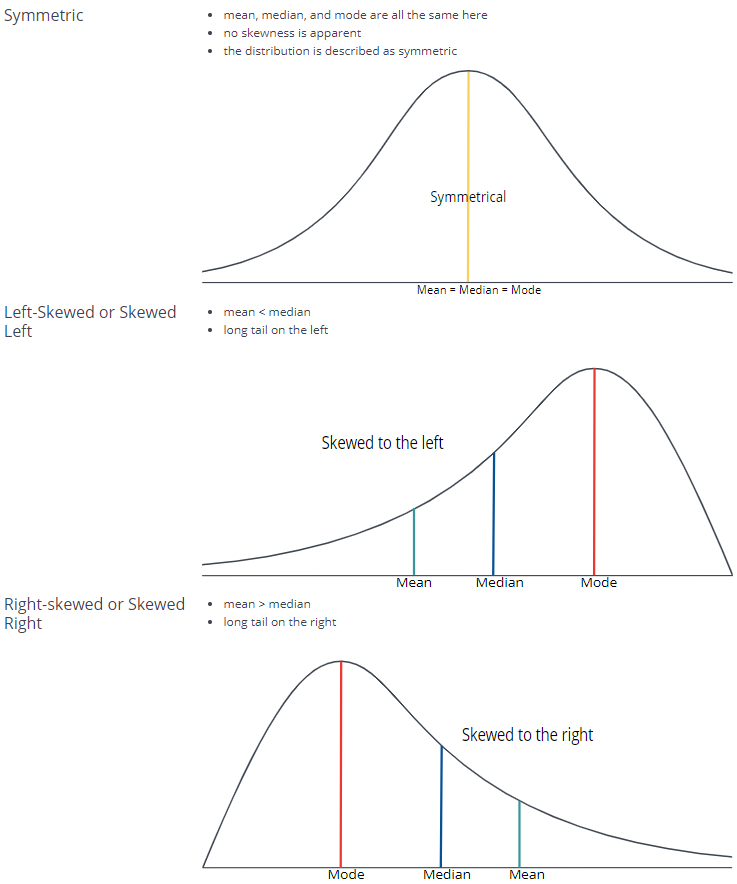 Symmetric
• mean, median, and mode are all the same here
• no skewness is apparent
• the distribution is described as symmetric
Symmetrical
Mean = Median = Mode
Left-Skewed or Skewed
Left
• mean < median
• long tail on the left
Skewed to the left
Mean Median Mode
Right-skewed or Skewed
Right
• mean > median
• long tail on the right
Skewed to the right
Mode Median Mean